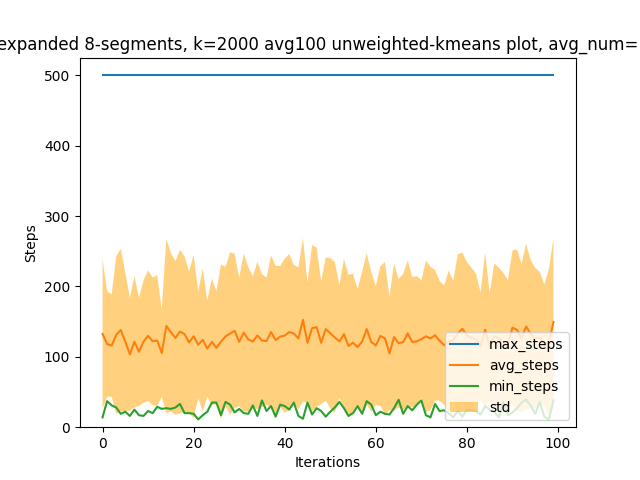 expanded 8-segments, k=2000 avg100 unweighted-kmeans plot, avg_num=
500
400
300
200
100
0
Steps
max_steps
avg_steps
min_steps
std
0 20 40 60 80 100
Iterations